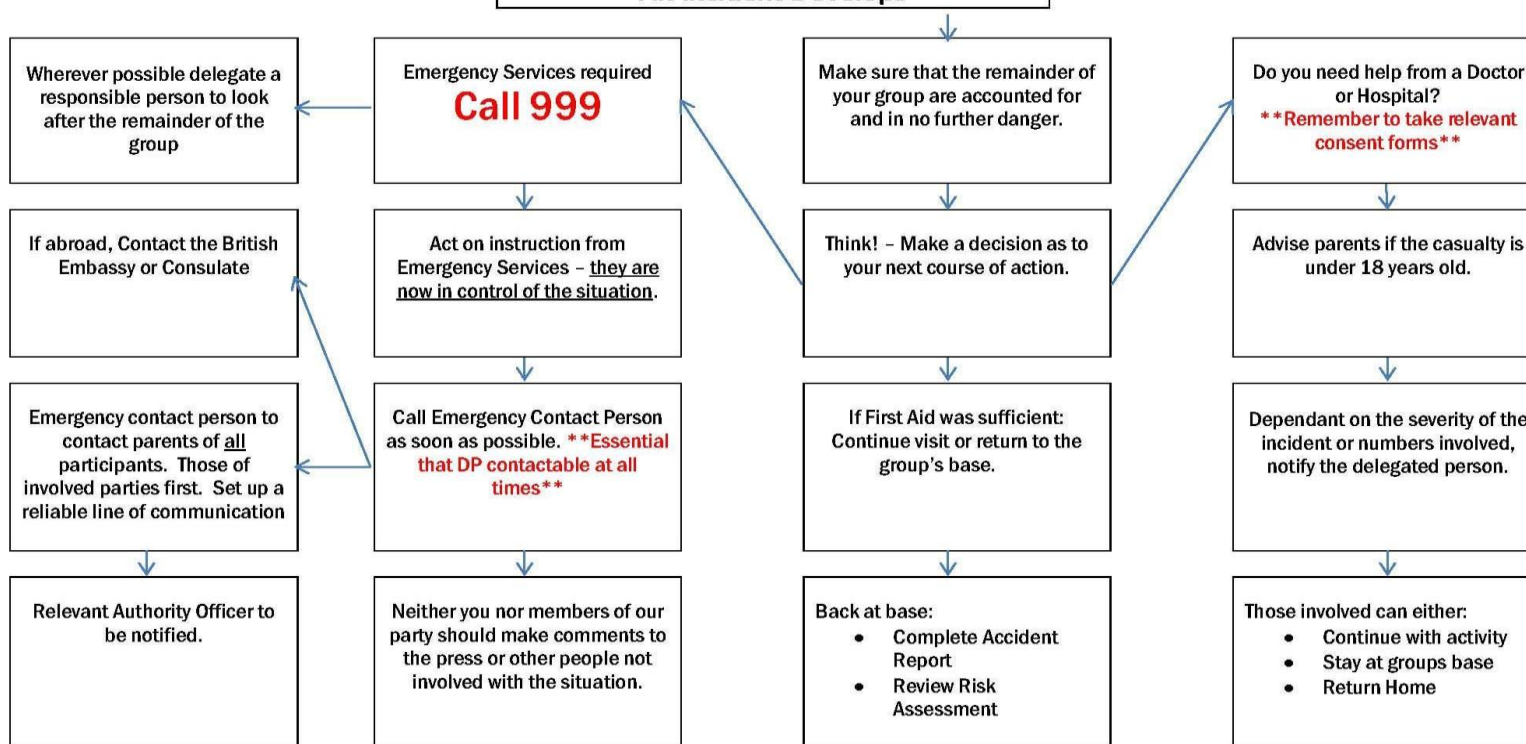 Wherever possible delegate a
responsible person to look
after the remainder of the
group
Emergency Services required
Call 999
Make sure that the remainder of
your group are accounted for
and in no further danger.
Do you need help from a Doctor
or Hospital?
**Remember to take relevant
consent forms**
If abroad, Contact the British
Embassy or Consulate
Act on instruction from
Emergency Services – they are
now in control of the situation.
Think! – Make a decision as to
your next course of action.
Advise parents if the casualty is
under 18 years old.
Emergency contact person to
contact parents of all
participants. Those of
involved parties first. Set up a
reliable line of communication
Call Emergency Contact Person
as soon as possible. **Essential
that DP contactable at all
times**
If First Aid was sufficient:
Continue visit or return to the
group's base.
Dependant on the severity of the
incident or numbers involved,
notify the delegated person.
Relevant Authority Officer to
be notified.
Neither you nor members of our
party should make comments to
the press or other people not
involved with the situation.
Back at base:
• Complete Accident
Report
• Review Risk
Assessment
Those involved can either:
• Continue with activity
• Stay at groups base
• Return Home